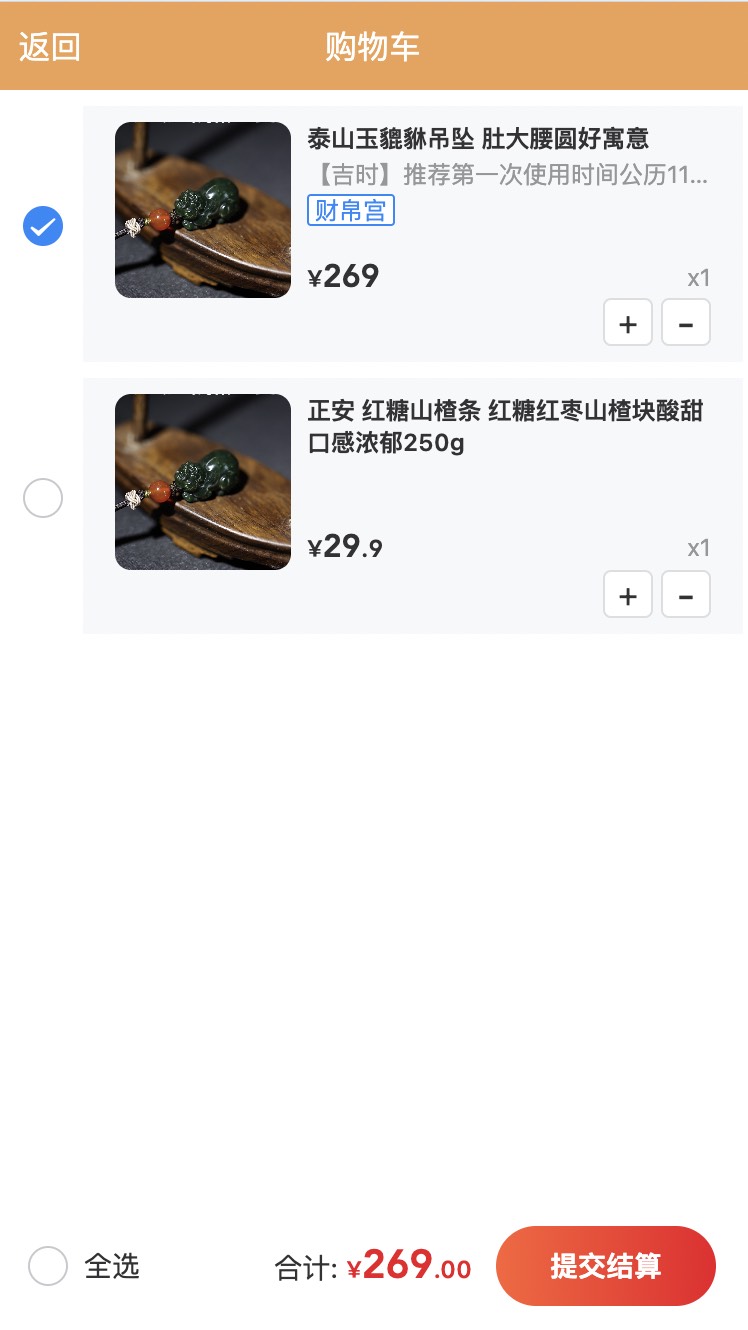 返回
购物车
泰山玉貔貅吊坠 肚大腰圆好寓意
【吉时】推荐第一次使用时间公历11...
财帛宫
¥269
x1
+
-
正安 红糖山楂条 红糖红枣山楂块酸甜
口感浓郁250g
¥29.9
x1
+
-
全选
合计: ¥269.00
提交结算